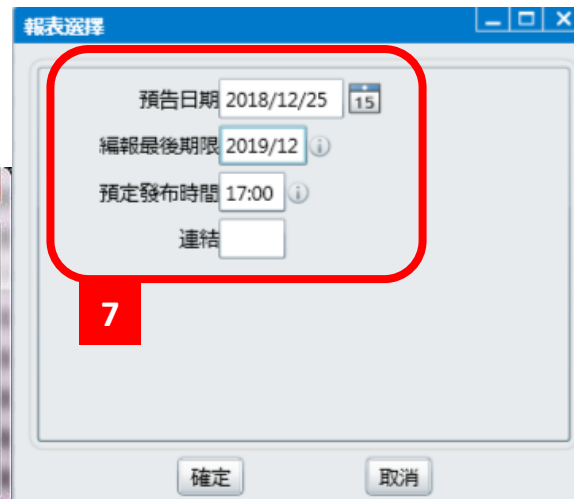 報表選擇
預告日期 2018/12/25 15
編報最後期限 2019/12
預定發布時間 17:00
連結
7
確定 取消